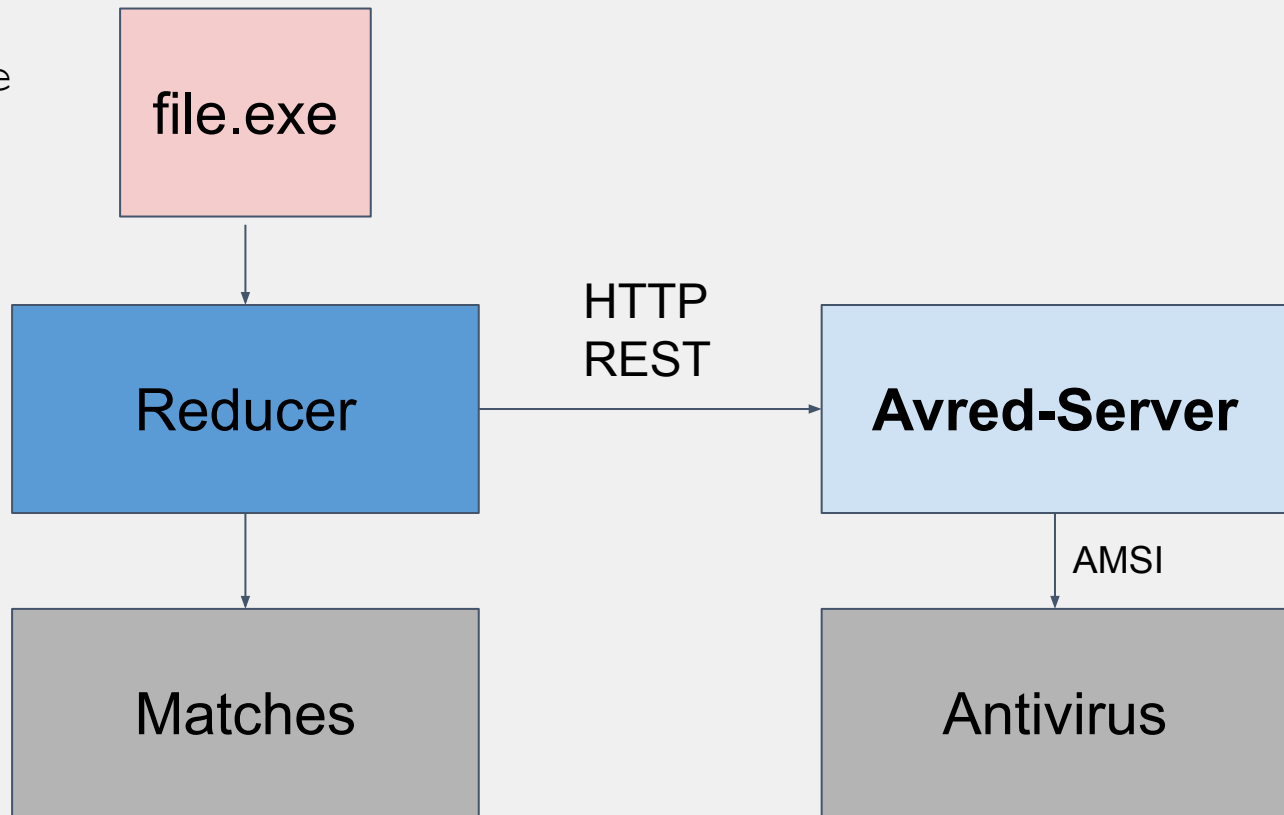 e
file.exe
HTTP
REST
Reducer
Avred-Server
AMSI
Matches
Antivirus